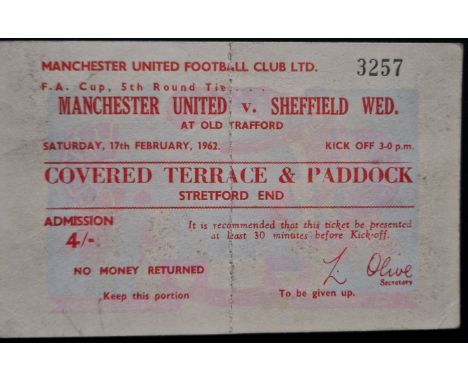 MANCHESTER UNITED FOOTBALL CLUB LTD. 3257
F.A. Cup, 5th Round Tie . . . .
MANCHESTER UNITED v. SHEFFIELD WED.
AT OLD TRAFFORD
SATURDAY, 17th FEBRUARY, 1962. KICK OFF 3-0 p.m.
COVERED TERRACE & PADDOCK
STRETFORD END
ADMISSION It is recommended that this ticket be presented
4/- at least 30 minutes before Kick-off.
NO MONEY RETURNED L. Olive
Secretary
Keep this portion To be given up.